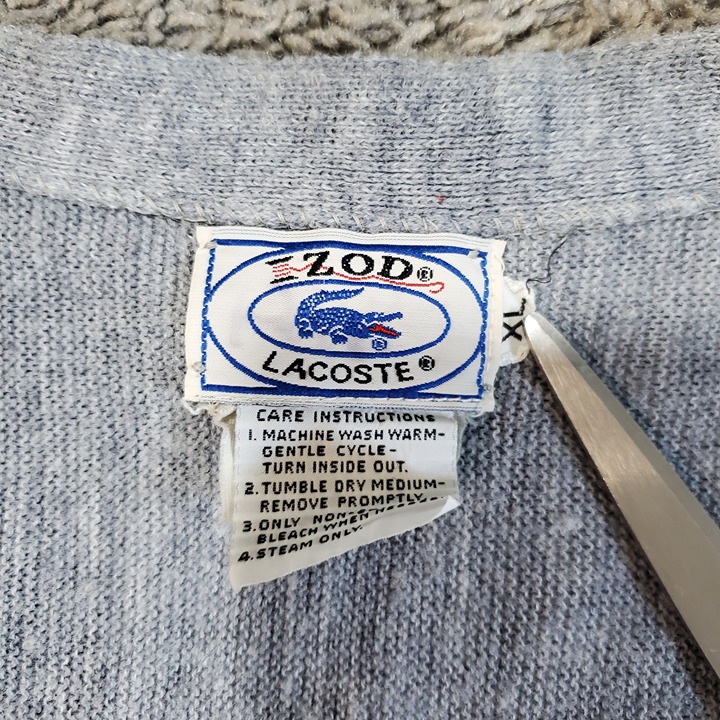 IZOD®
®
LACOSTE®
XL
CARE INSTRUCTIONS
1. MACHINE WASH WARM-
GENTLE CYCLE-
TURN INSIDE OUT.
2. TUMBLE DRY MEDIUM-
REMOVE PROMPTLY.
3. ONLY NON-
BLEACH WHEN
4. STEAM ONLY.